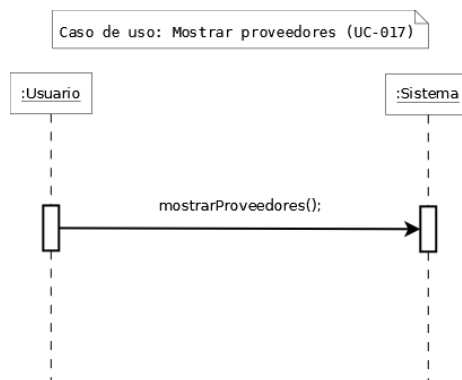 Caso de uso: Mostrar proveedores (UC-017)
:Usuario
:Sistema
mostrarProveedores();